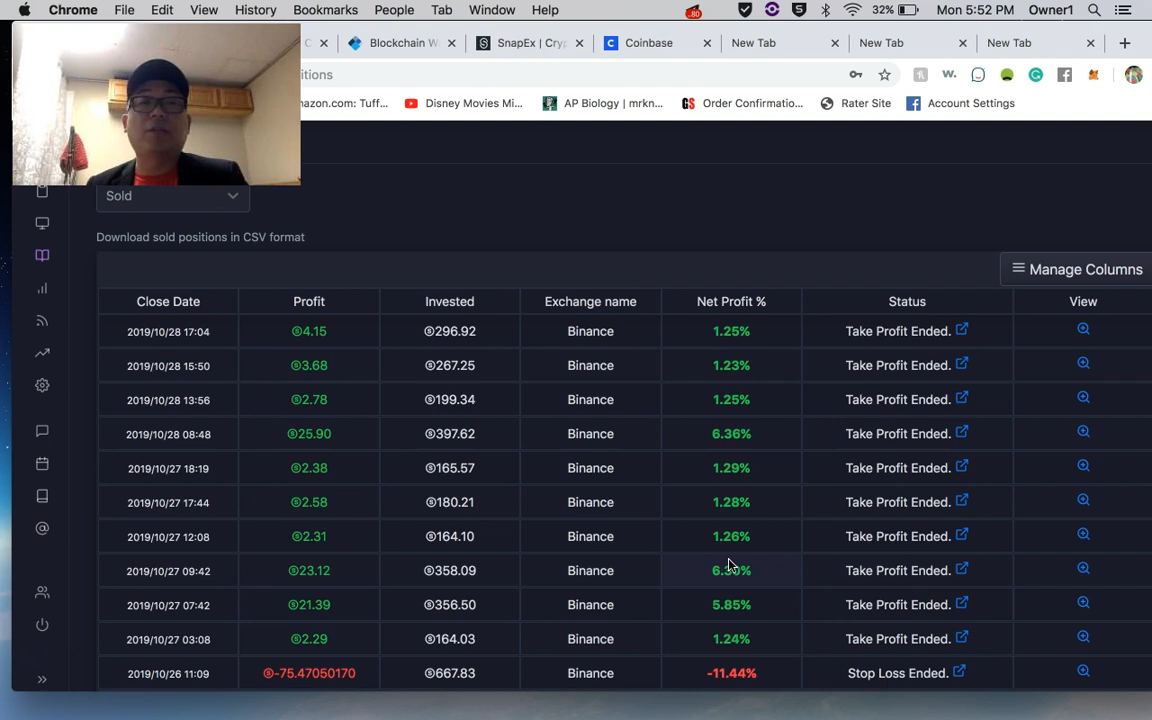 Chrome File Edit View History Bookmarks People Tab Window Help .80 S 32% Mon 5:52 PM Owner1
Blockchain W SnapEx | Cryp Coinbase New Tab New Tab New Tab
itions
nazon.com: Tuff... Disney Movies Mi... AP Biology | mrkn... GS Order Confirmatio... Rater Site Account Settings
Sold
Download sold positions in CSV format
Manage Columns
Close Date Profit Invested Exchange name Net Profit % Status View
2019/10/28 17:04 4.15 296.92 Binance 1.25% Take Profit Ended.
2019/10/28 15:50 3.68 267.25 Binance 1.23% Take Profit Ended.
2019/10/28 13:56 2.78 199.34 Binance 1.25% Take Profit Ended.
2019/10/28 08:48 25.90 397.62 Binance 6.36% Take Profit Ended.
2019/10/27 18:19 2.38 165.57 Binance 1.29% Take Profit Ended.
2019/10/27 17:44 2.58 180.21 Binance 1.28% Take Profit Ended.
2019/10/27 12:08 2.31 164.10 Binance 1.26% Take Profit Ended.
2019/10/27 09:42 23.12 358.09 Binance Take Profit Ended.
2019/10/27 07:42 21.39 356.50 Binance 5.85% Take Profit Ended.
2019/10/27 03:08 2.29 164.03 Binance 1.24% Take Profit Ended.
2019/10/26 11:09 -75.47050170 667.83 Binance -11.44% Stop Loss Ended.